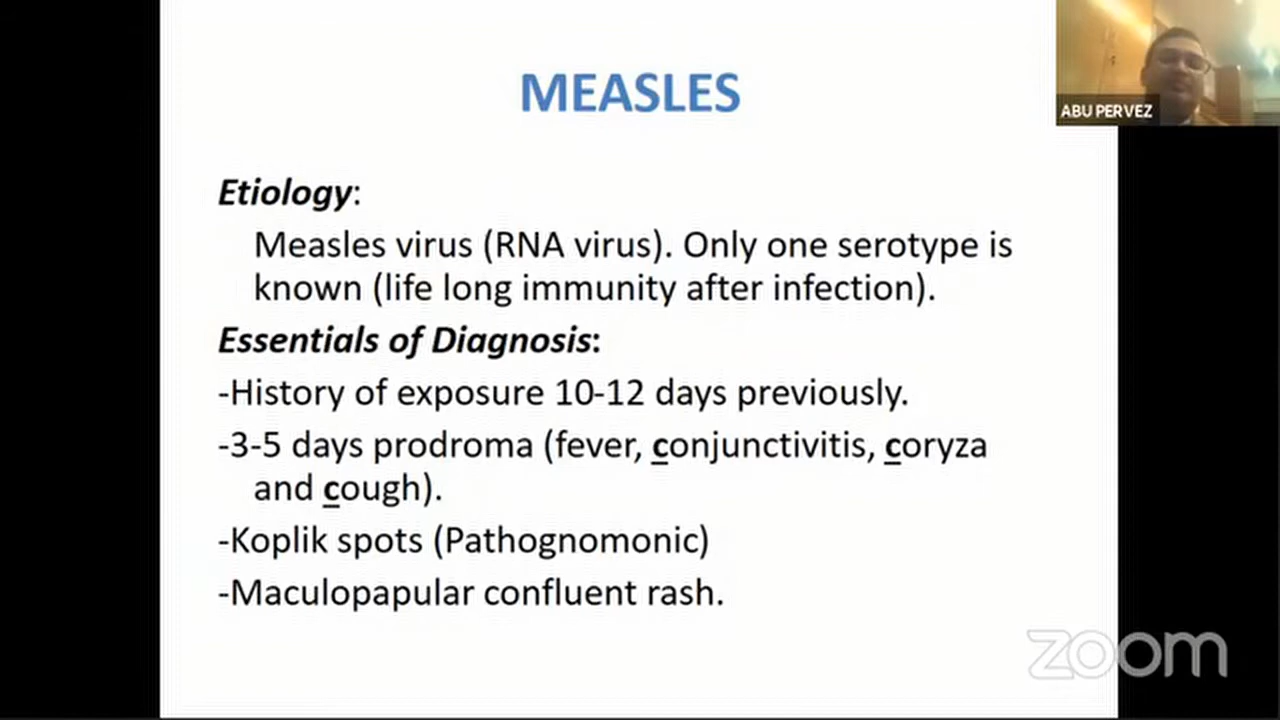 MEASLES
ABU PERVEZ
Etiology:
Measles virus (RNA virus). Only one serotype is
known (life long immunity after infection).
Essentials of Diagnosis:
-History of exposure 10-12 days previously.
-3-5 days prodroma (fever, conjunctivitis, coryza
and cough).
-Koplik spots (Pathognomonic)
-Maculopapular confluent rash.
zoom